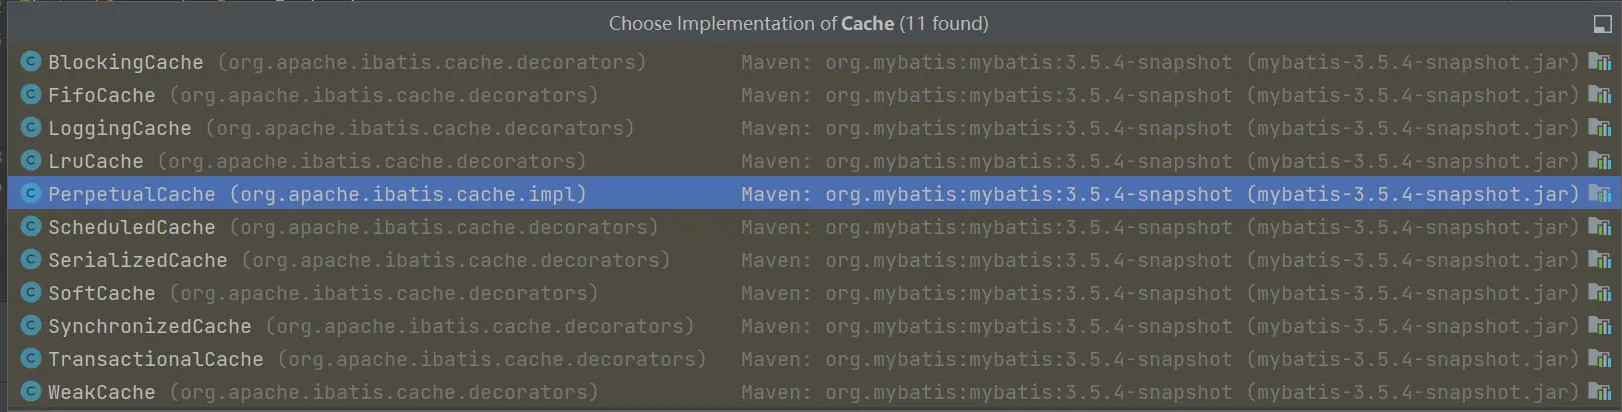 Choose Implementation of Cache (11 found)
C BlockingCache (org.apache.ibatis.cache.decorators) Maven: org.mybatis:mybatis:3.5.4-snapshot (mybatis-3.5.4-snapshot.jar)
C FifoCache (org.apache.ibatis.cache.decorators) Maven: org.mybatis:mybatis:3.5.4-snapshot (mybatis-3.5.4-snapshot.jar)
C LoggingCache (org.apache.ibatis.cache.decorators) Maven: org.mybatis:mybatis:3.5.4-snapshot (mybatis-3.5.4-snapshot.jar)
C LruCache (org.apache.ibatis.cache.decorators) Maven: org.mybatis:mybatis:3.5.4-snapshot (mybatis-3.5.4-snapshot.jar)
C PerpetualCache (org.apache.ibatis.cache.impl) Maven: org.mybatis:mybatis:3.5.4-snapshot (mybatis-3.5.4-snapshot.jar)
C ScheduledCache (org.apache.ibatis.cache.decorators) Maven: org.mybatis:mybatis:3.5.4-snapshot (mybatis-3.5.4-snapshot.jar)
C SerializedCache (org.apache.ibatis.cache.decorators) Maven: org.mybatis:mybatis:3.5.4-snapshot (mybatis-3.5.4-snapshot.jar)
C SoftCache (org.apache.ibatis.cache.decorators) Maven: org.mybatis:mybatis:3.5.4-snapshot (mybatis-3.5.4-snapshot.jar)
C SynchronizedCache (org.apache.ibatis.cache.decorators) Maven: org.mybatis:mybatis:3.5.4-snapshot (mybatis-3.5.4-snapshot.jar)
C TransactionalCache (org.apache.ibatis.cache.decorators) Maven: org.mybatis:mybatis:3.5.4-snapshot (mybatis-3.5.4-snapshot.jar)
C WeakCache (org.apache.ibatis.cache.decorators) Maven: org.mybatis:mybatis:3.5.4-snapshot (mybatis-3.5.4-snapshot.jar)